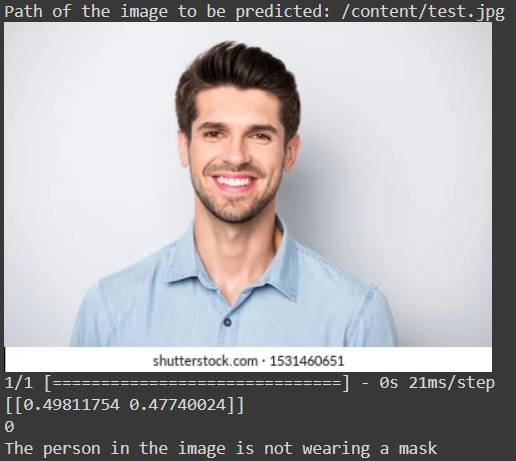 Path of the image to be predicted: /content/test.jpg
shutterstock.com · 1531460651
1/1 [==============================] - 0s 21ms/step
[[0.49811754 0.47740024]]
0
The person in the image is not wearing a mask